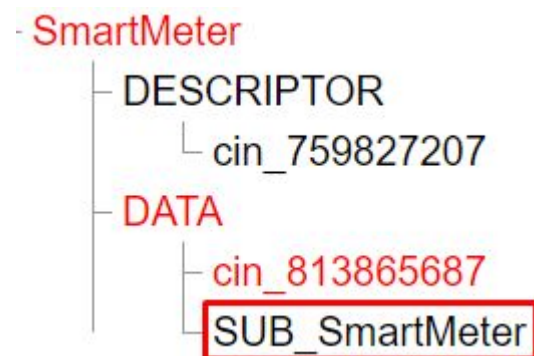 SmartMeter
DESCRIPTOR
cin_759827207
DATA
cin_813865687
SUB_SmartMeter